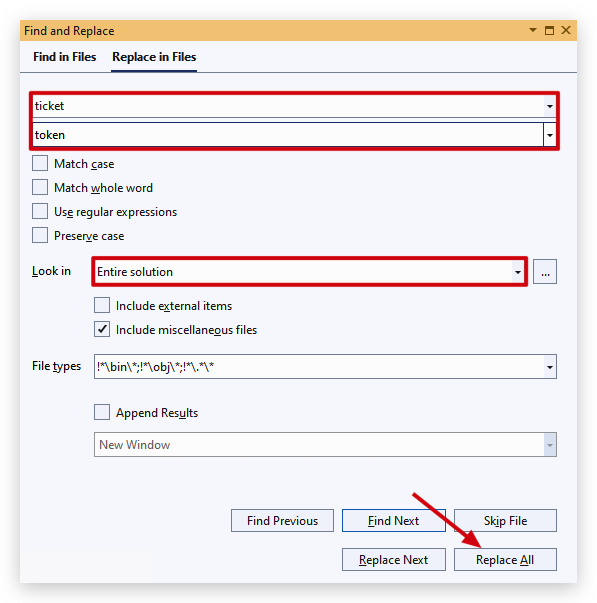 Find and Replace
Find in Files Replace in Files
ticket
token
Match case
Match whole word
Use regular expressions
Preserve case
Look in Entire solution ...
Include external items
Include miscellaneous files
File types !*\bin\*;!*\obj\*;!*\.*\*
Append Results
New Window
Find Previous Find Next Skip File
Replace Next Replace All